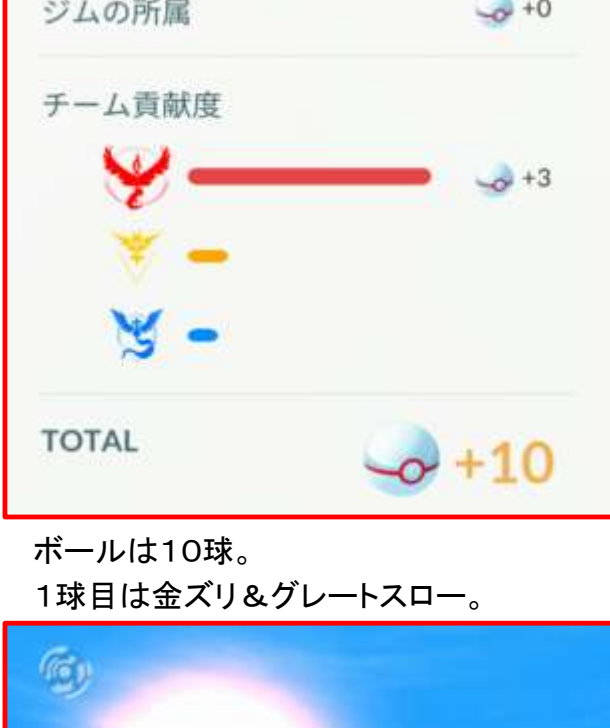 ジムの所属
+0
チーム貢献度
+3
TOTAL
+10
ボールは10球。
1球目は金ズリ&グレートスロー。